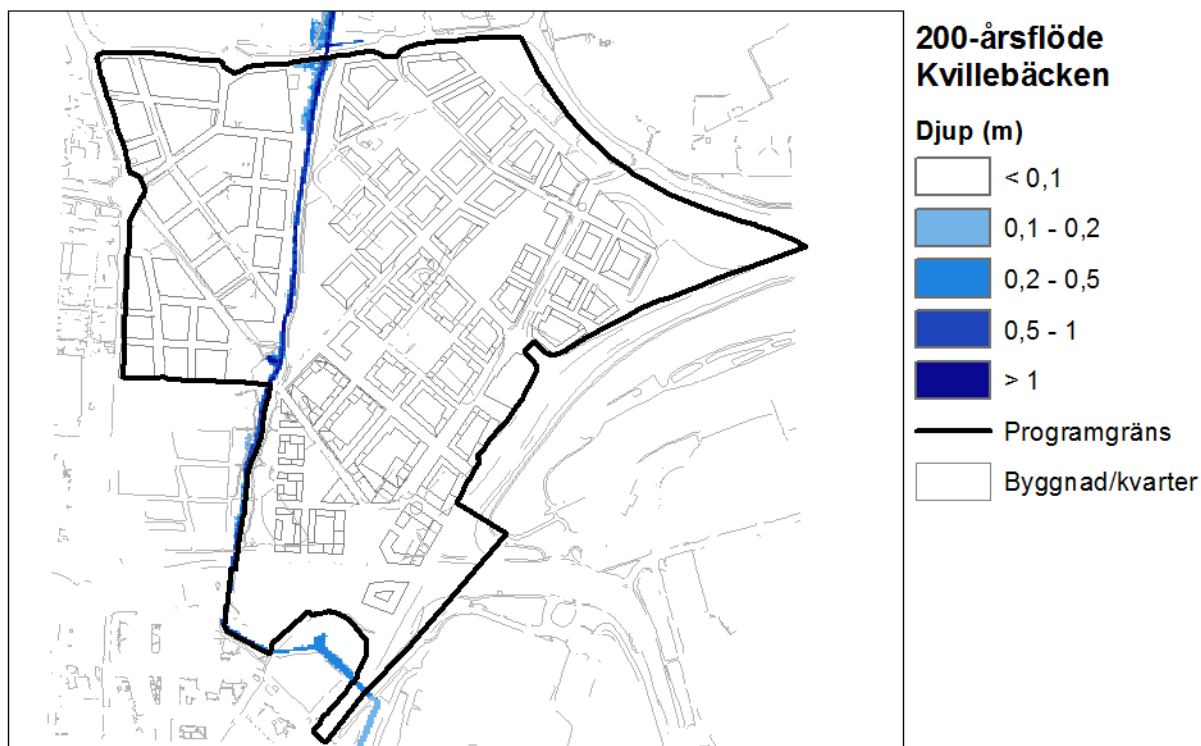 200-årsflöde
Kvillebäcken
Djup (m)
< 0,1
0,1 - 0,2
0,2 - 0,5
0,5 - 1
> 1
Programgräns
Byggnad/kvarter